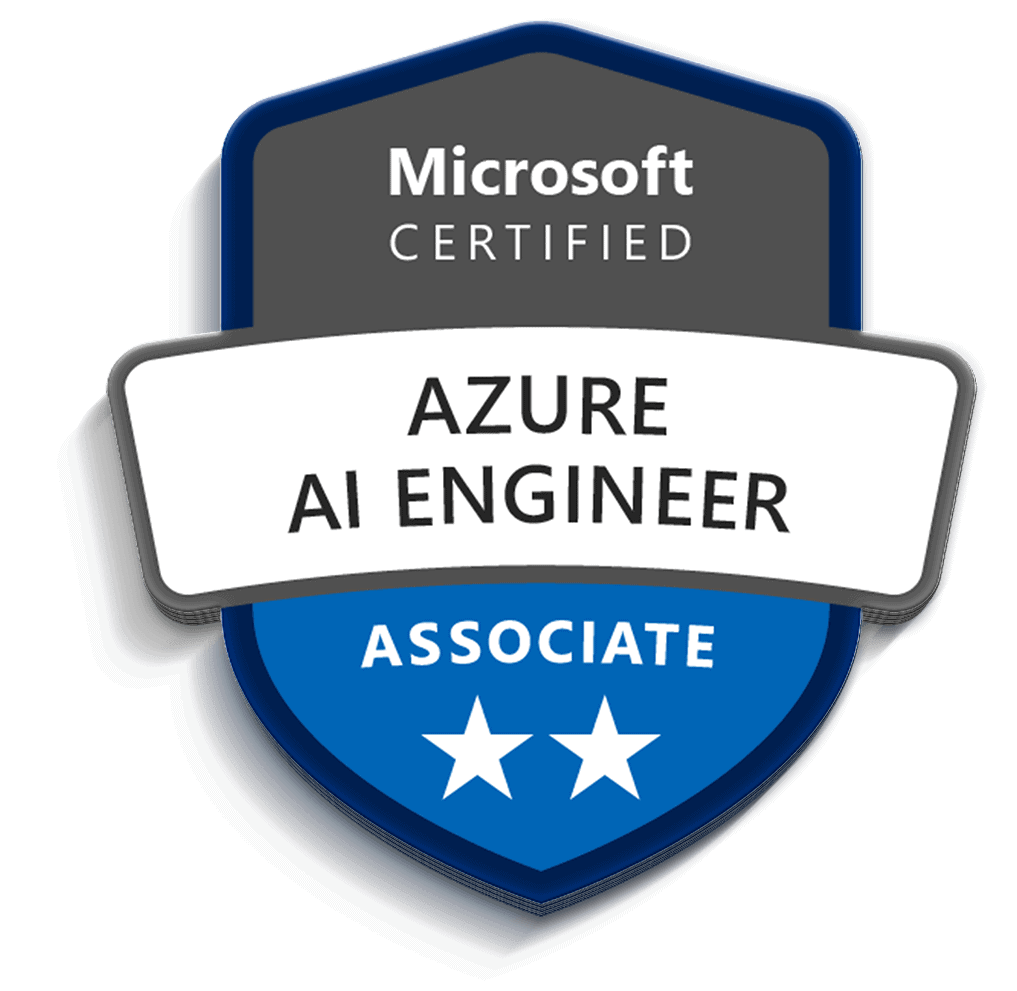 Microsoft
CERTIFIED
AZURE
AI ENGINEER
ASSOCIATE